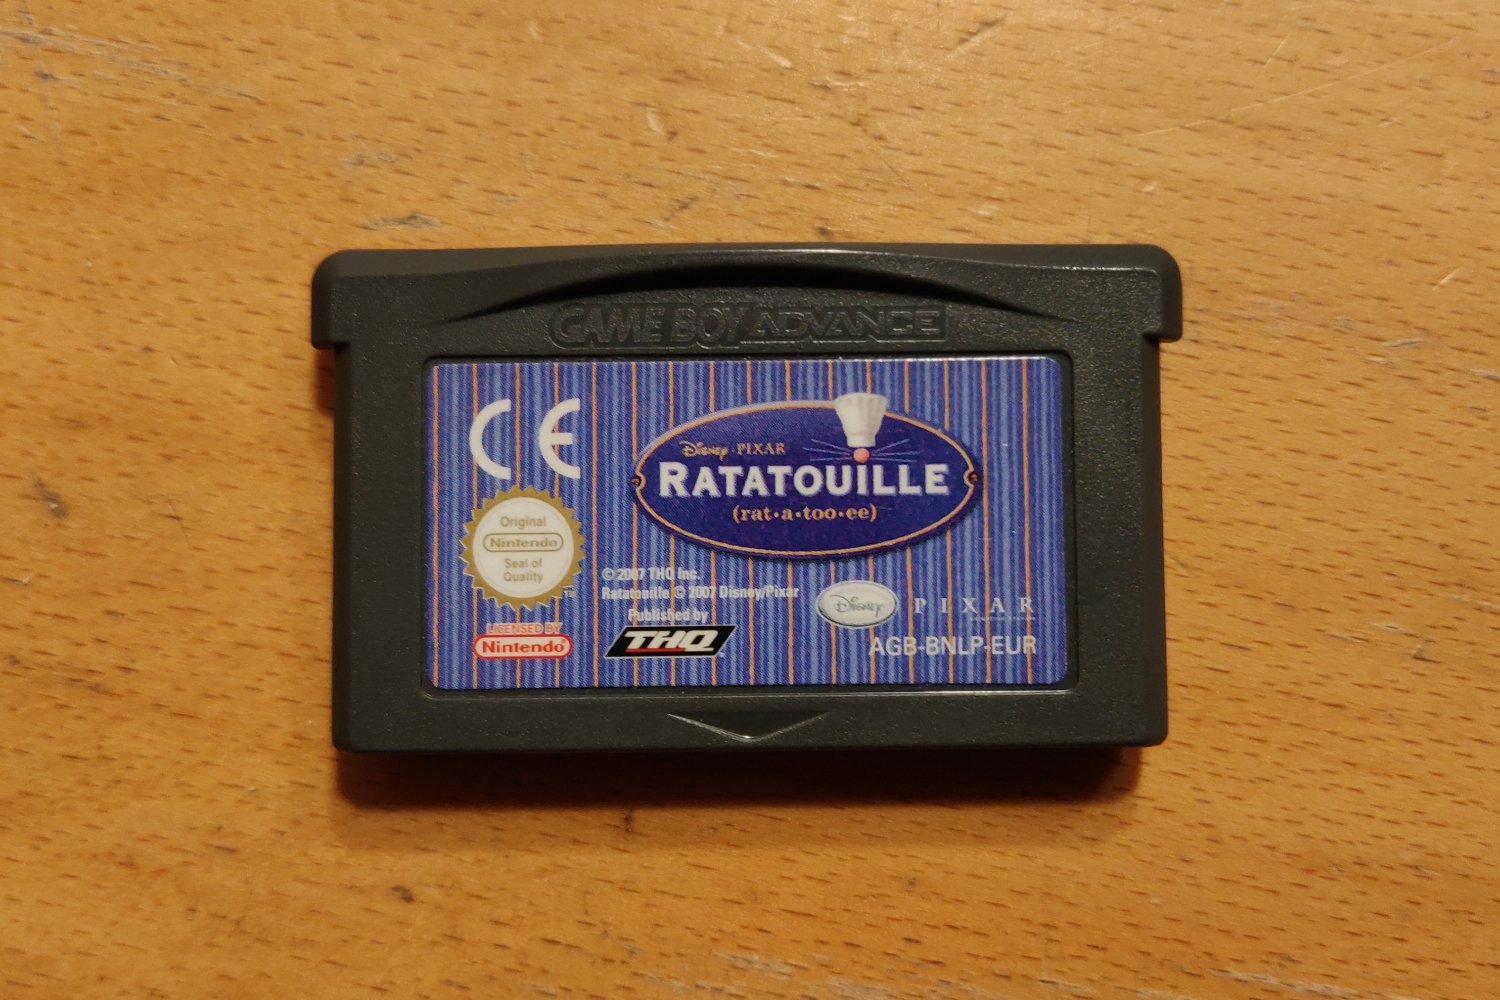 GAME BOY ADVANCE
CE
Original
Nintendo
Seal of
Quality
TM
LICENSED BY
Nintendo®
Disney · PIXAR
RATATOUILLE
(rat•a•too•ee)
© 2007 THQ Inc.
Ratatouille © 2007 Disney/Pixar
Published by
THQ
Disney
PIXAR
AGB-BNLP-EUR